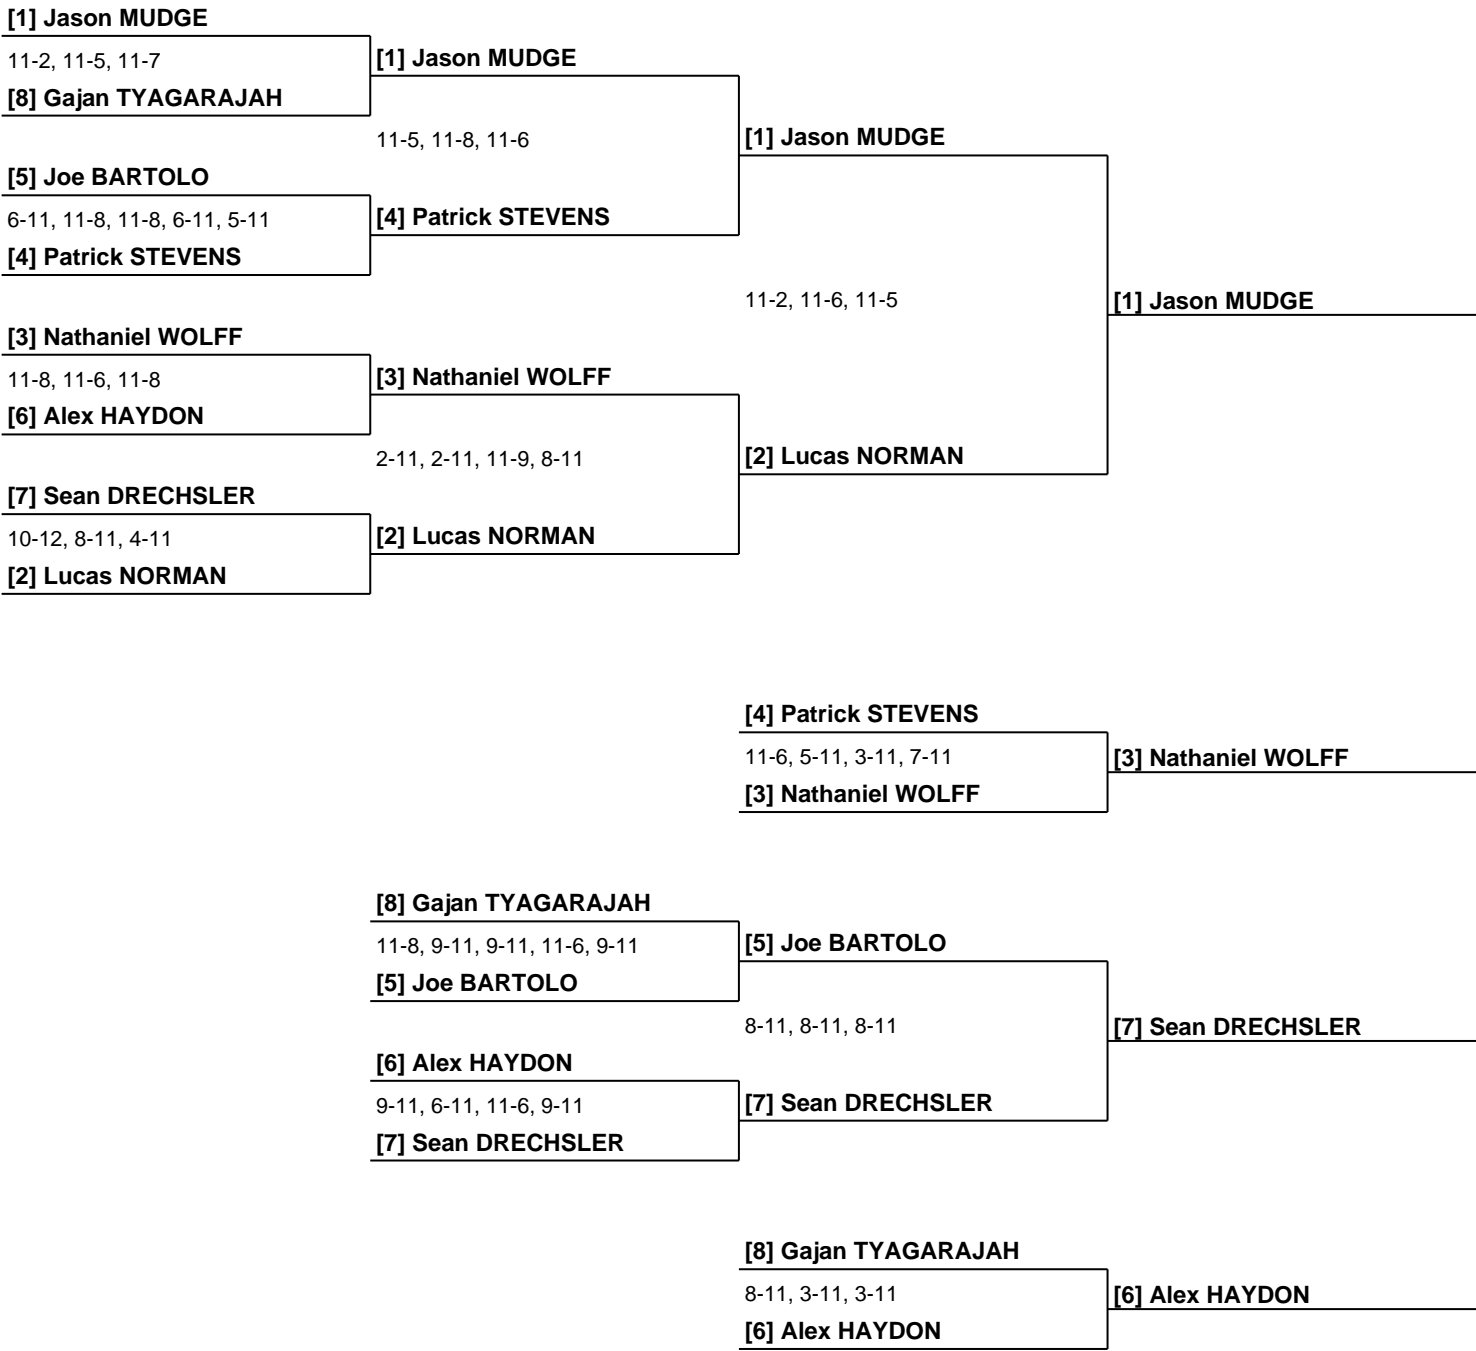 [1] Jason MUDGE
11-2, 11-5, 11-7
[8] Gajan TYAGARAJAH
[1] Jason MUDGE
11-5, 11-8, 11-6
[5] Joe BARTOLO
6-11, 11-8, 11-8, 6-11, 5-11
[4] Patrick STEVENS
[4] Patrick STEVENS
[1] Jason MUDGE
11-2, 11-6, 11-5
[1] Jason MUDGE
[3] Nathaniel WOLFF
11-8, 11-6, 11-8
[6] Alex HAYDON
[3] Nathaniel WOLFF
2-11, 2-11, 11-9, 8-11
[2] Lucas NORMAN
[7] Sean DRECHSLER
10-12, 8-11, 4-11
[2] Lucas NORMAN
[2] Lucas NORMAN
[4] Patrick STEVENS
11-6, 5-11, 3-11, 7-11
[3] Nathaniel WOLFF
[3] Nathaniel WOLFF
[8] Gajan TYAGARAJAH
11-8, 9-11, 9-11, 11-6, 9-11
[5] Joe BARTOLO
[5] Joe BARTOLO
8-11, 8-11, 8-11
[7] Sean DRECHSLER
[6] Alex HAYDON
9-11, 6-11, 11-6, 9-11
[7] Sean DRECHSLER
[7] Sean DRECHSLER
[8] Gajan TYAGARAJAH
8-11, 3-11, 3-11
[6] Alex HAYDON
[6] Alex HAYDON